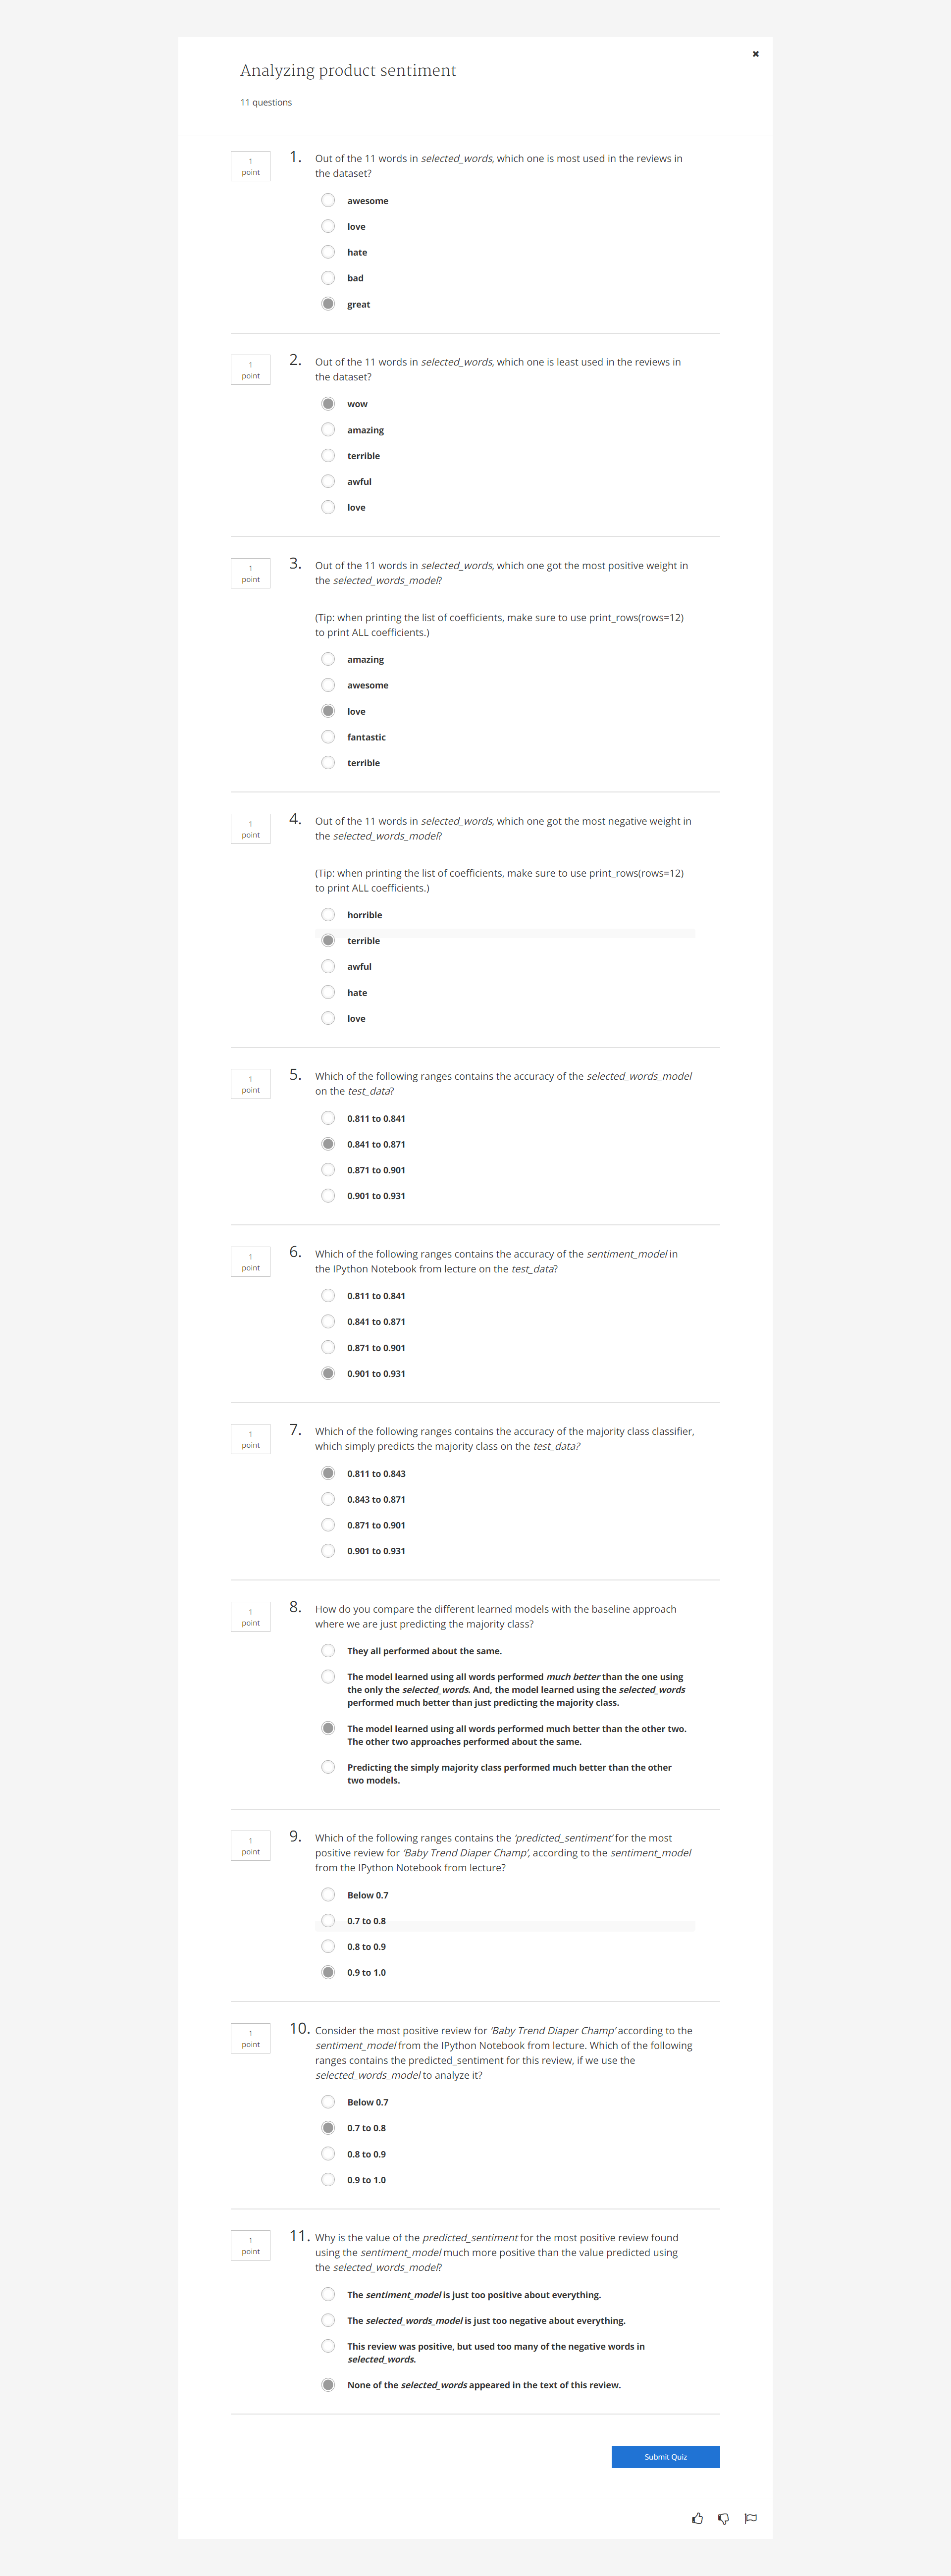 ✖
Analyzing product sentiment
11 questions
1
point
1.
Out of the 11 words in selected_words, which one is most used in the reviews in
the dataset?
awesome
love
hate
bad
great
1
point
2.
Out of the 11 words in selected_words, which one is least used in the reviews in
the dataset?
wow
amazing
terrible
awful
love
1
point
3.
Out of the 11 words in selected_words, which one got the most positive weight in
the selected_words_model?
(Tip: when printing the list of coefficients, make sure to use print_rows(rows=12)
to print ALL coefficients.)
amazing
awesome
love
fantastic
terrible
1
point
4.
Out of the 11 words in selected_words, which one got the most negative weight in
the selected_words_model?
(Tip: when printing the list of coefficients, make sure to use print_rows(rows=12)
to print ALL coefficients.)
horrible
terrible
awful
hate
love
1
point
5.
Which of the following ranges contains the accuracy of the selected_words_model
on the test_data?
0.811 to 0.841
0.841 to 0.871
0.871 to 0.901
0.901 to 0.931
1
point
6.
Which of the following ranges contains the accuracy of the sentiment_model in
the IPython Notebook from lecture on the test_data?
0.811 to 0.841
0.841 to 0.871
0.871 to 0.901
0.901 to 0.931
1
point
7.
Which of the following ranges contains the accuracy of the majority class classifier,
which simply predicts the majority class on the test_data?
0.811 to 0.843
0.843 to 0.871
0.871 to 0.901
0.901 to 0.931
1
point
8.
How do you compare the different learned models with the baseline approach
where we are just predicting the majority class?
They all performed about the same.
The model learned using all words performed much better than the one using
the only the selected_words. And, the model learned using the selected_words
performed much better than just predicting the majority class.
The model learned using all words performed much better than the other two.
The other two approaches performed about the same.
Predicting the simply majority class performed much better than the other
two models.
1
point
9.
Which of the following ranges contains the ‘predicted_sentiment’ for the most
positive review for ‘Baby Trend Diaper Champ’, according to the sentiment_model
from the IPython Notebook from lecture?
Below 0.7
0.7 to 0.8
0.8 to 0.9
0.9 to 1.0
1
point
10.
Consider the most positive review for ‘Baby Trend Diaper Champ’ according to the
sentiment_model from the IPython Notebook from lecture. Which of the following
ranges contains the predicted_sentiment for this review, if we use the
selected_words_model to analyze it?
Below 0.7
0.7 to 0.8
0.8 to 0.9
0.9 to 1.0
1
point
11.
Why is the value of the predicted_sentiment for the most positive review found
using the sentiment_model much more positive than the value predicted using
the selected_words_model?
The sentiment_model is just too positive about everything.
The selected_words_model is just too negative about everything.
This review was positive, but used too many of the negative words in
selected_words.
None of the selected_words appeared in the text of this review.
Submit Quiz